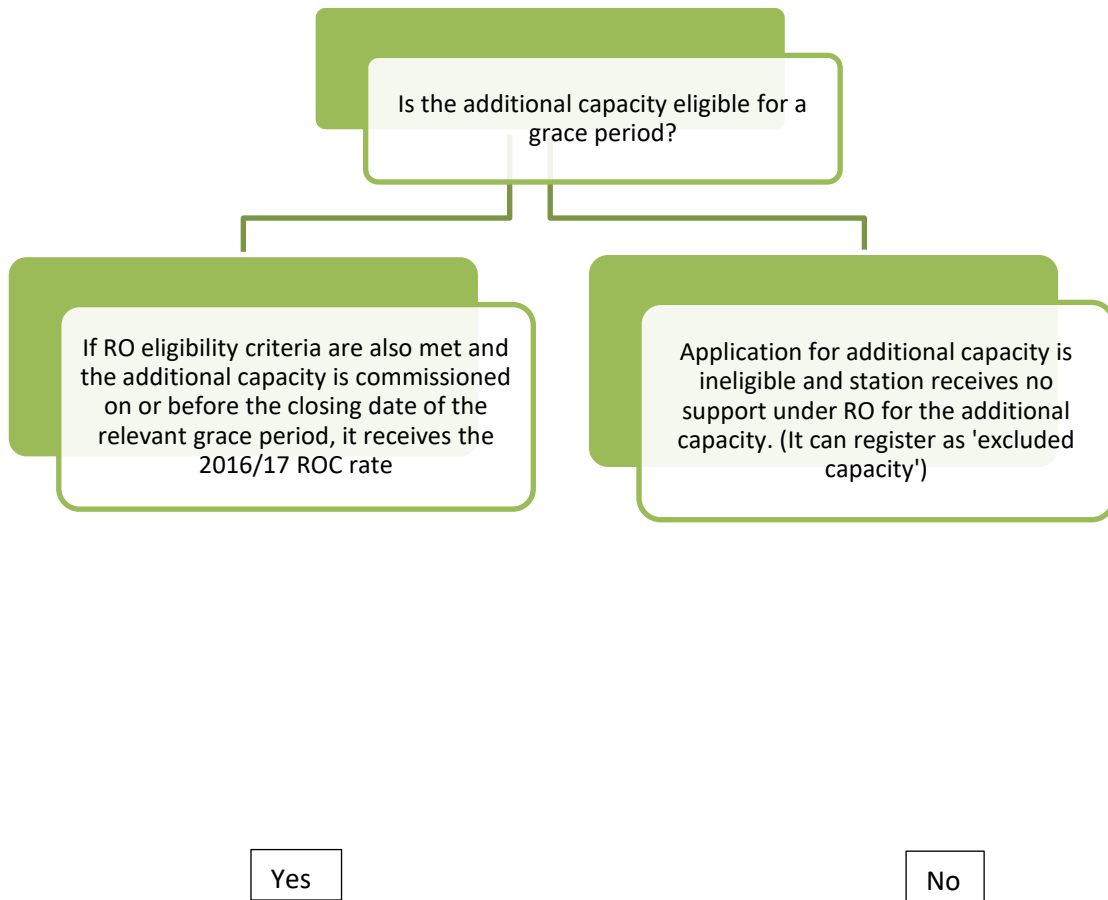 Is the additional capacity eligible for a
grace period?
If RO eligibility criteria are also met and
the additional capacity is commissioned
on or before the closing date of the
relevant grace period, it receives the
2016/17 ROC rate
Application for additional capacity is
ineligible and station receives no
support under RO for the additional
capacity. (It can register as 'excluded
capacity')
Yes
No